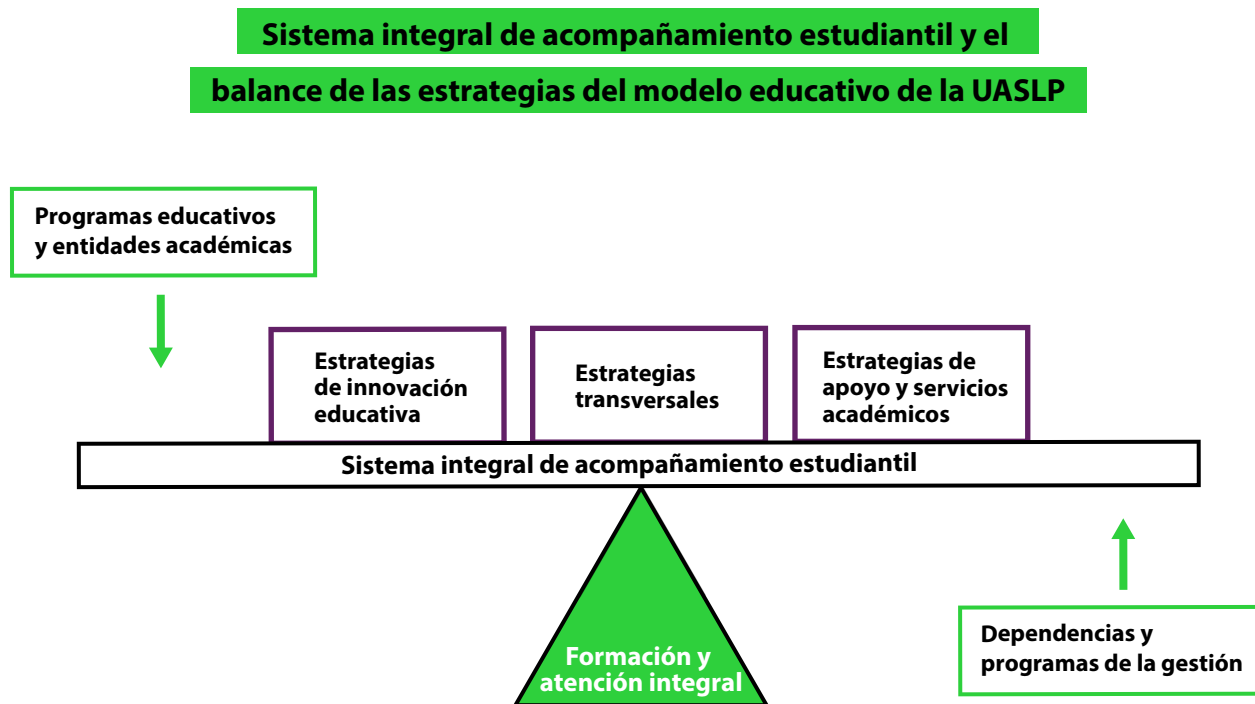 Sistema integral de acompañamiento estudiantil y el
balance de las estrategias del modelo educativo de la UASLP
Programas educativos
y entidades académicas
Estrategias
de innovación
educativa
Estrategias
transversales
Estrategias de
apoyo y servicios
académicos
Sistema integral de acompañamiento estudiantil
Formación y
atención integral
Dependencias y
programas de la gestión